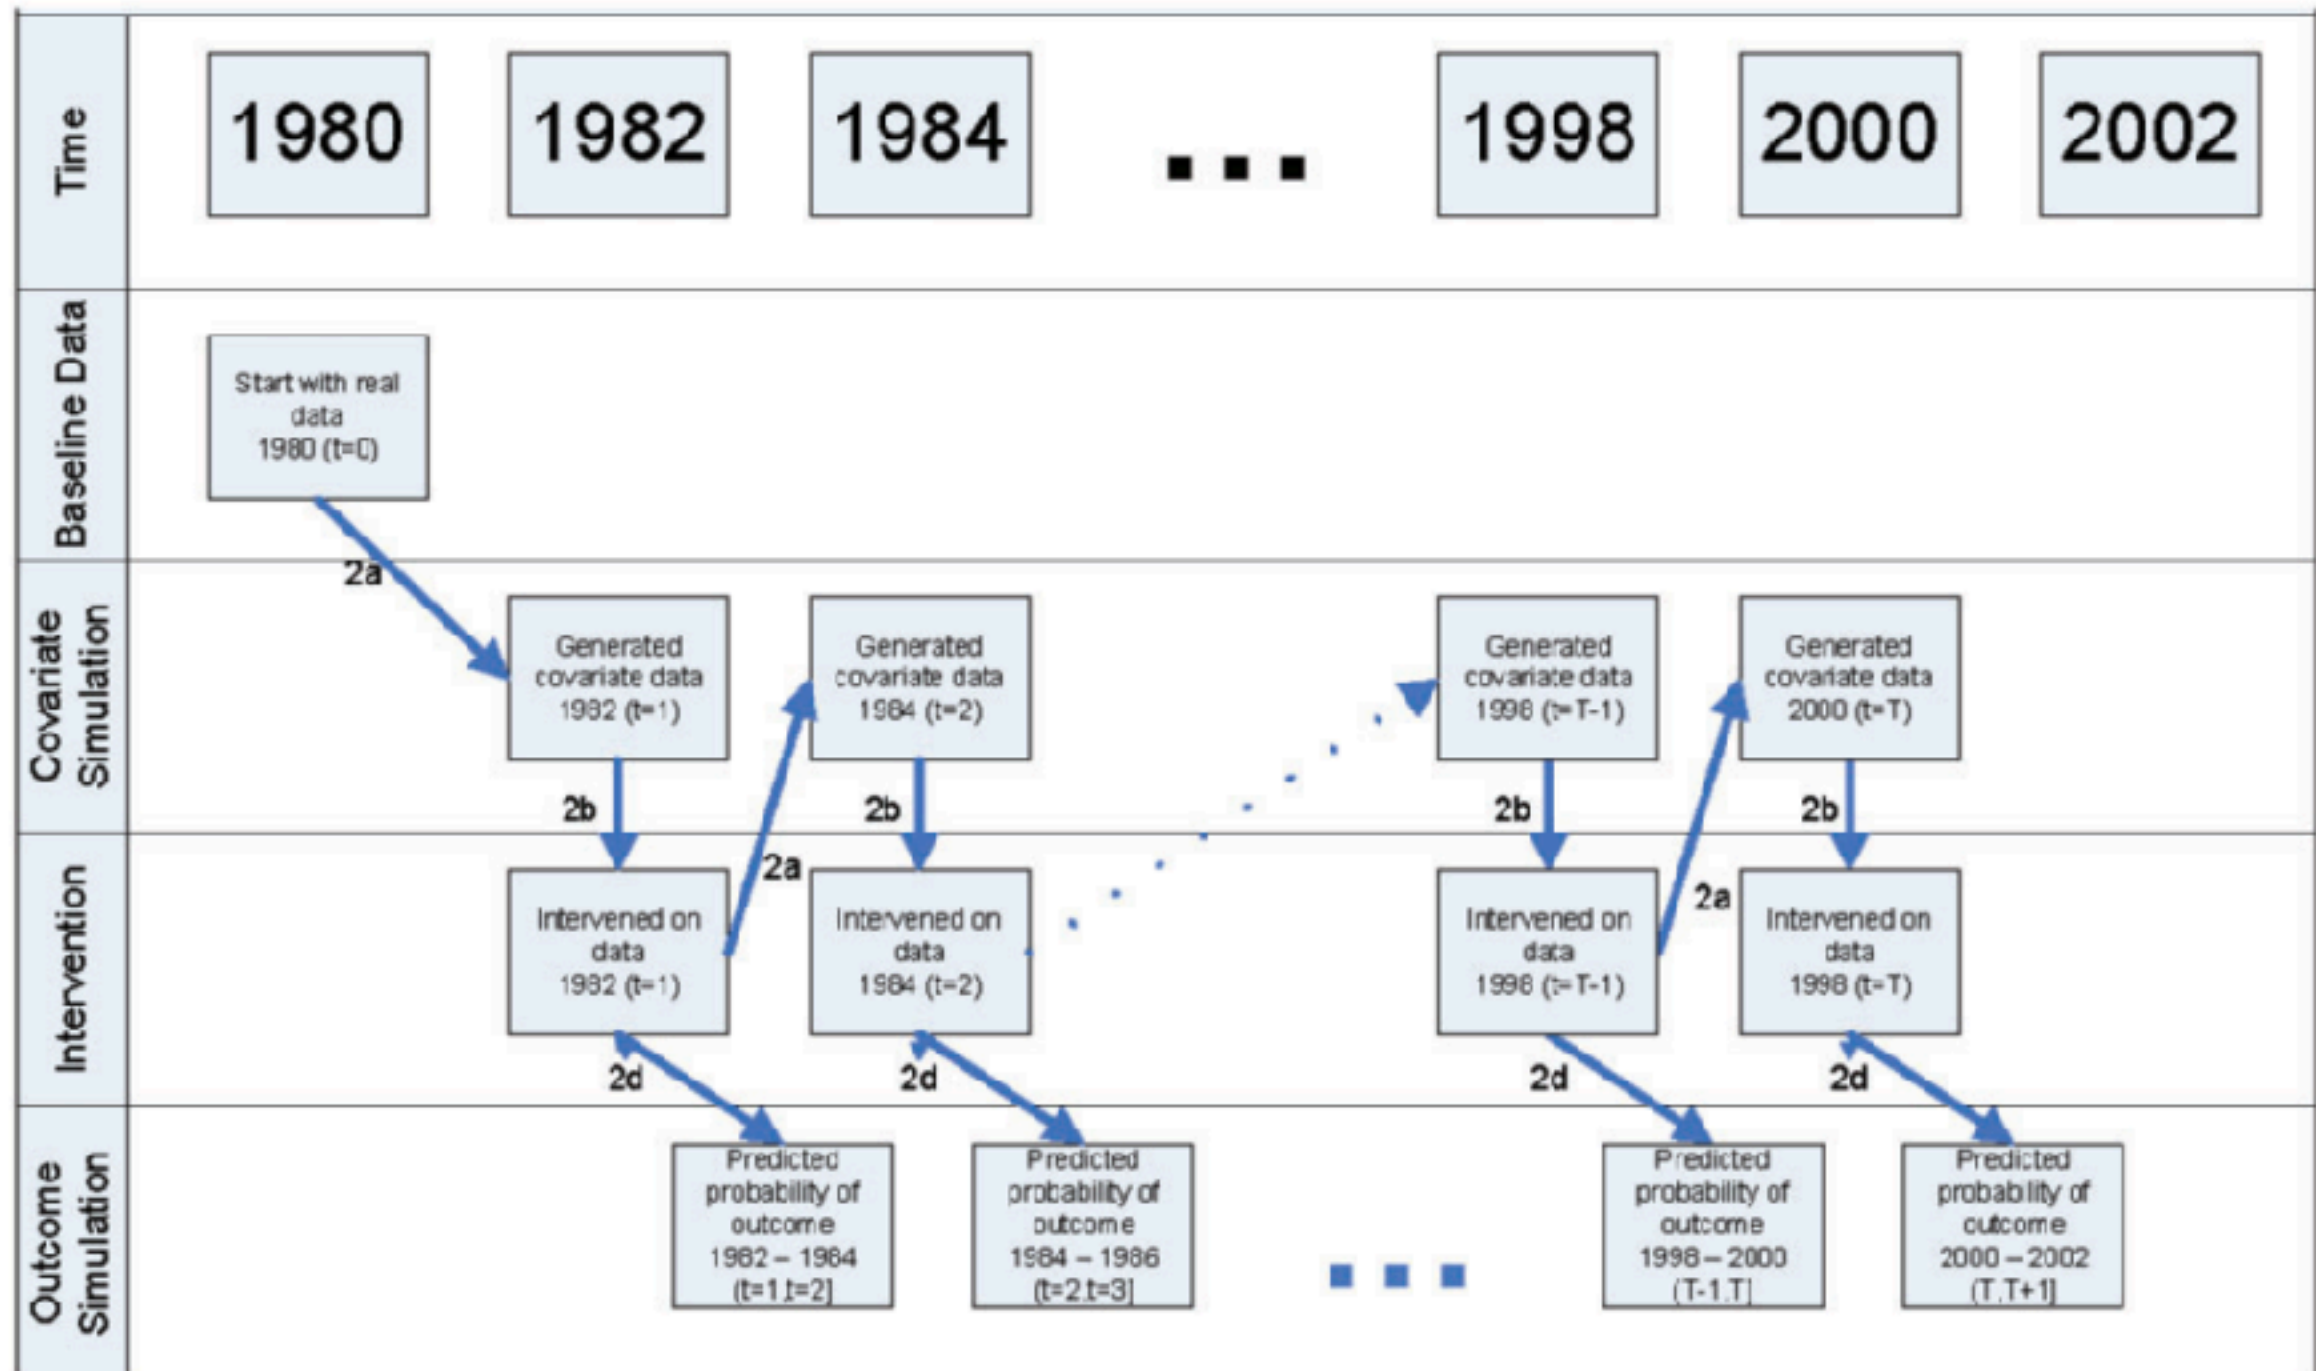 Time
1980
1982
1984
1998
2000
2002
Baseline Data
Start with real
data
1980 (t=0)
2a
Covariate
Simulation
Generated
covariate data
1982 (t=1)
Generated
covariate data
1984 (t=2)
Generated
covariate data
1998 (t=T-1)
Generated
covariate data
2000 (t=T)
2b
2b
2b
2b
Intervention
2a
2a
Intervened on
data
1982 (t=1)
Intervened on
data
1984 (t=2)
Intervened on
data
1998 (t=T-1)
Intervened on
data
1998 (t=T)
2d
2d
2d
2d
Outcome
Simulation
Predicted
probability of
outcome
1982 – 1984
(t=1,t=2]
Predicted
probability of
outcome
1984 – 1986
(t=2,t=3]
Predicted
probability of
outcome
1998 – 2000
(T-1,T]
Predicted
probability of
outcome
2000 – 2002
(T,T+1]